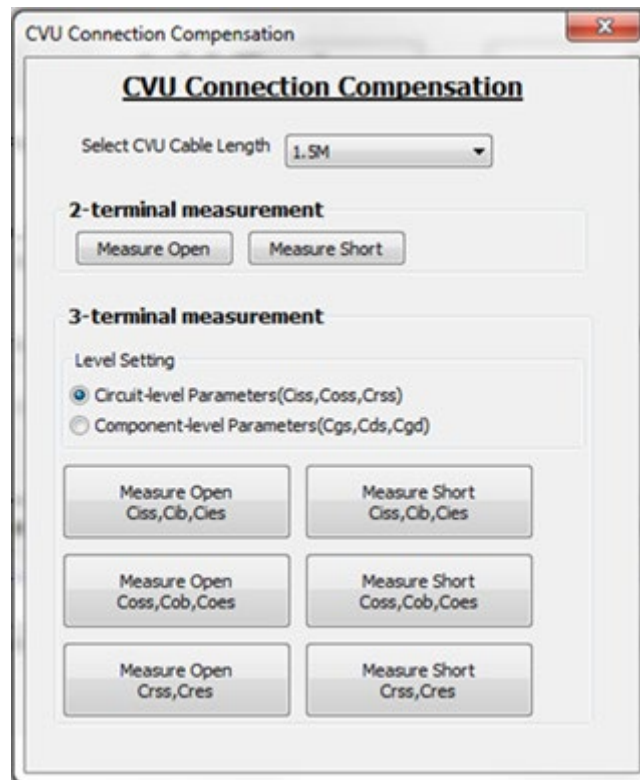 CVU Connection Compensation
CVU Connection Compensation
Select CVU Cable Length 1.5M
2-terminal measurement
Measure Open Measure Short
3-terminal measurement
Level Setting
Circuit-level Parameters(Ciss,Coss,Crss)
Component-level Parameters(Cgs,Cds,Cgd)
Measure Open
Ciss,Cib,Cies
Measure Short
Ciss,Cib,Cies
Measure Open
Coss,Cob,Coes
Measure Short
Coss,Cob,Coes
Measure Open
Crss,Cres
Measure Short
Crss,Cres